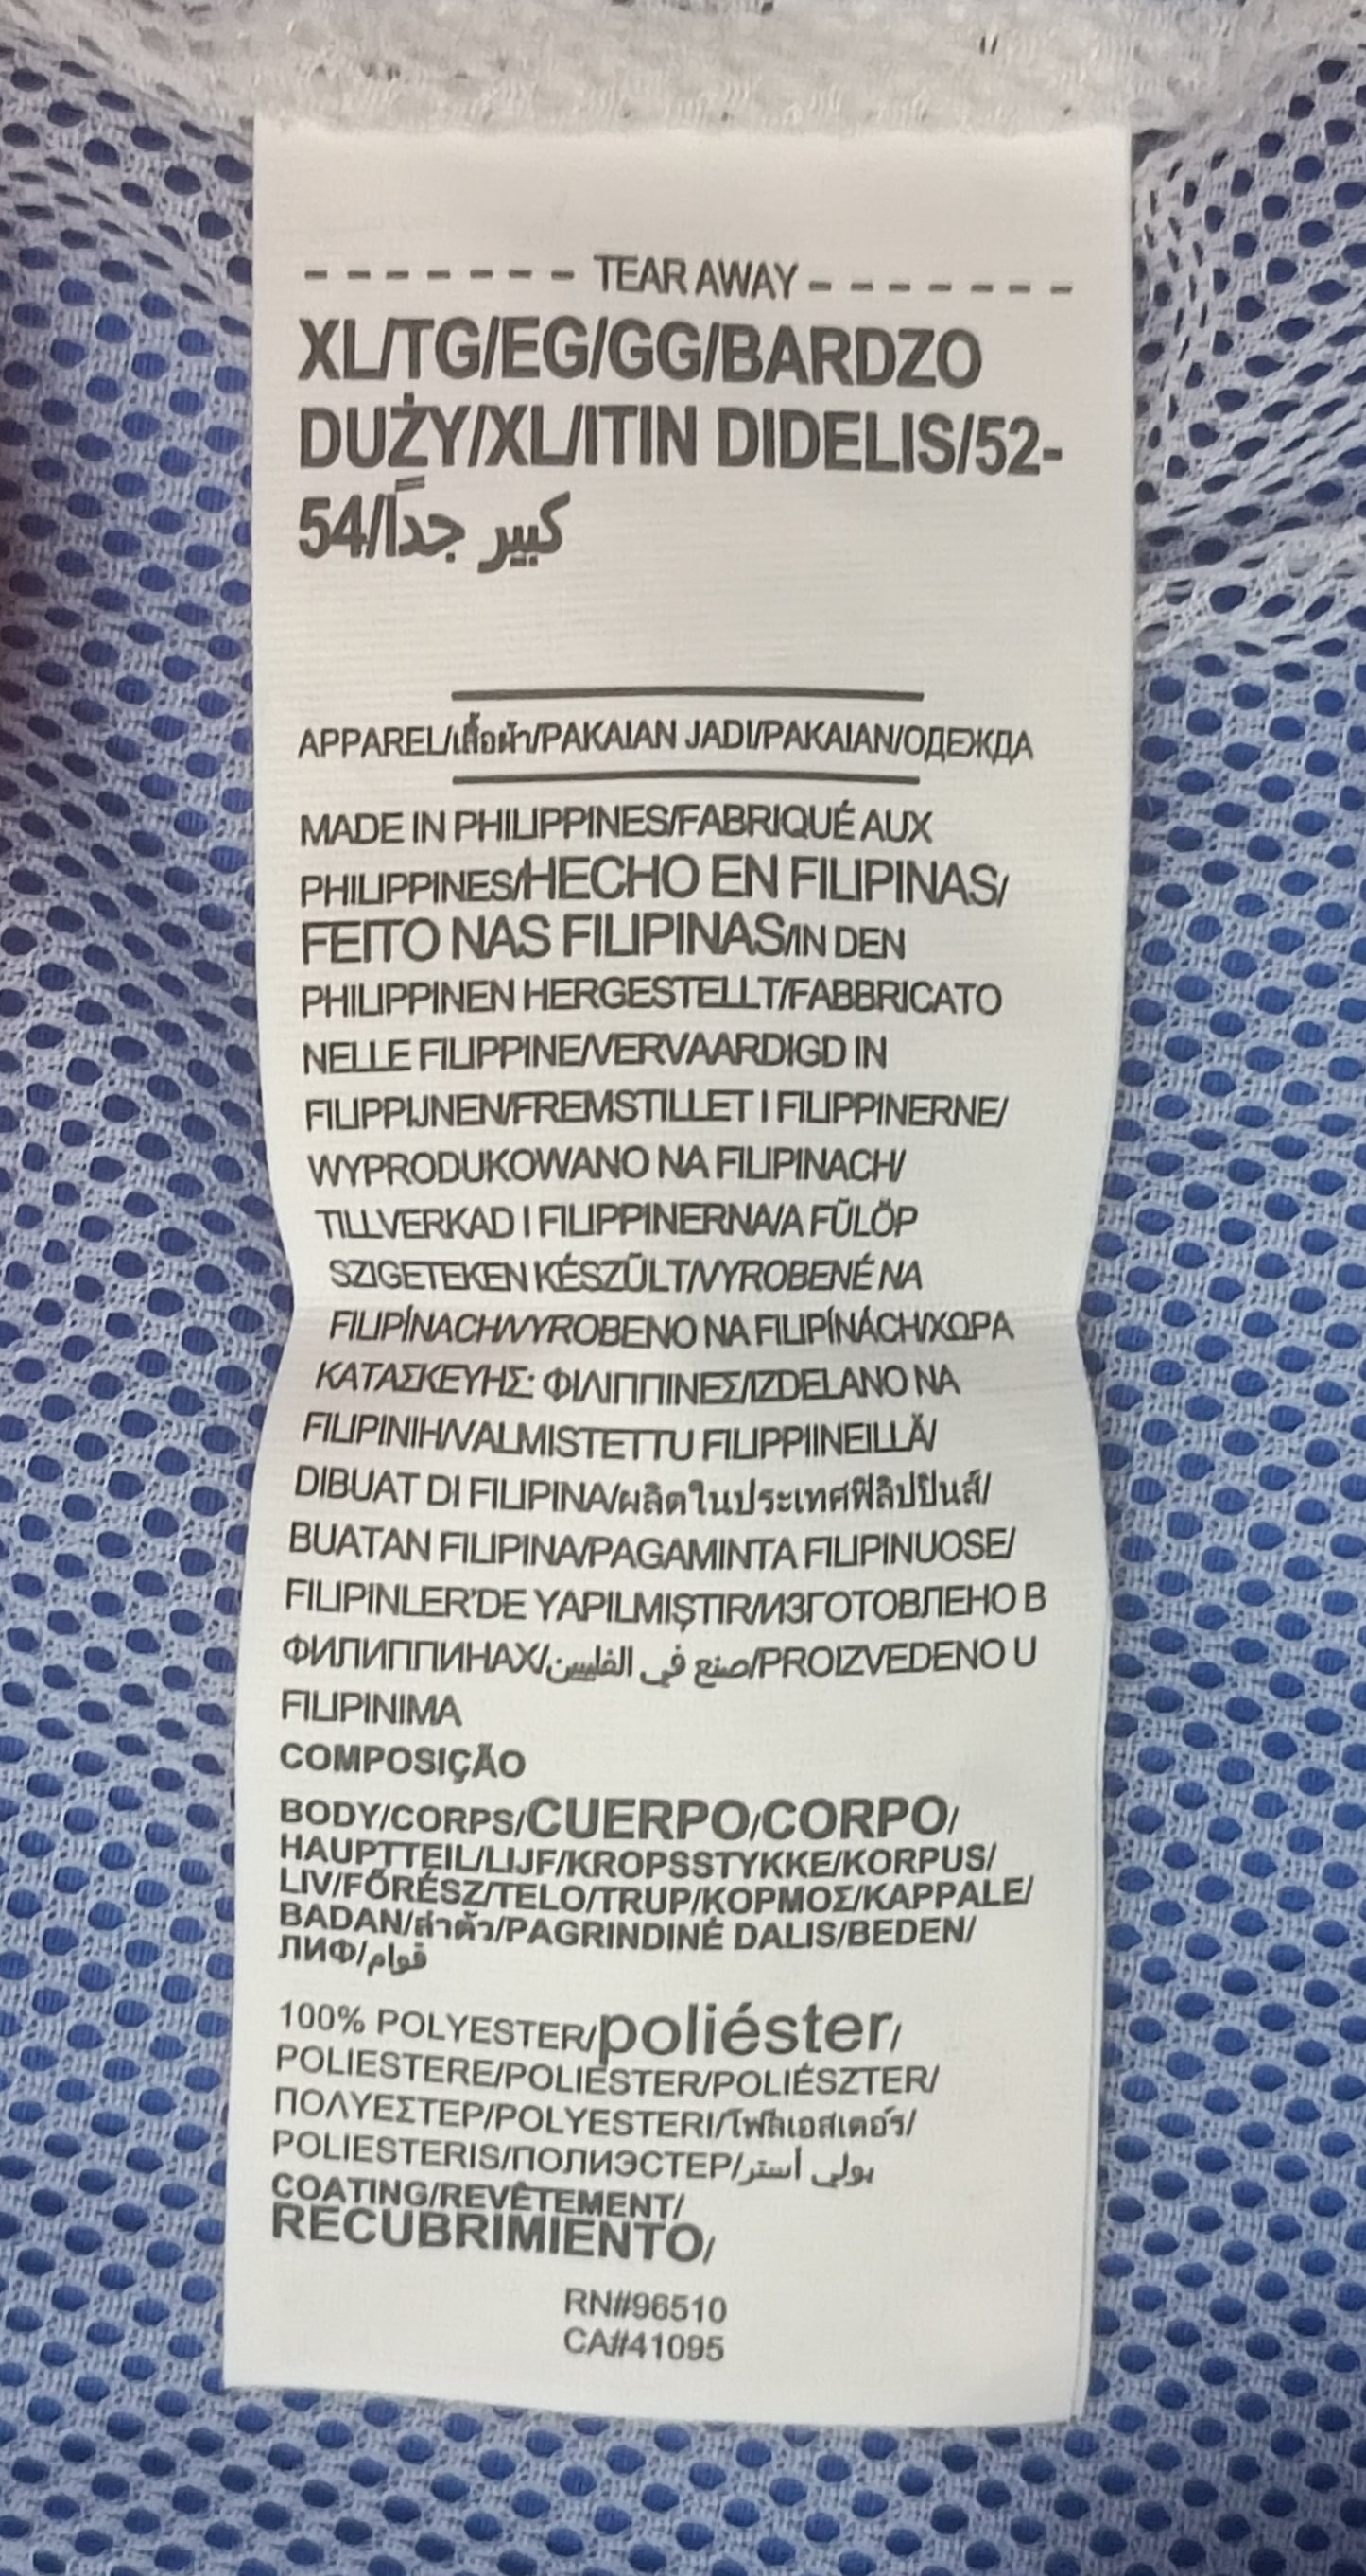 - - - - - - - TEAR AWAY - - - - - - -
XL/TG/EG/GG/BARDZO
DUŻY/XL/ITIN DIDELIS/52-
54/كبير جداً
APPAREL/เสื้อผ้า/PAKAIAN JADI/PAKAIAN/ОДЕЖДА
MADE IN PHILIPPINES/FABRIQUÉ AUX
PHILIPPINES/HECHO EN FILIPINAS/
FEITO NAS FILIPINAS/IN DEN
PHILIPPINEN HERGESTELLT/FABBRICATO
NELLE FILIPPINE/VERVAARDIGD IN
FILIPPIJNEN/FREMSTILLET I FILIPPINERNE/
WYPRODUKOWANO NA FILIPINACH/
TILLVERKAD I FILIPPINERNA/A FÜLÖP
SZIGETEKEN KÉSZÜLT/VYROBENÉ NA
FILIPÍNACH/VYROBENO NA FILIPÍNÁCH/ΧΩΡΑ
ΚΑΤΑΣΚΕΥΗΣ: ΦΙΛΙΠΠΙΝΕΣ/IZDELANO NA
FILIPINIH/VALMISTETTU FILIPPIINEILLÄ/
DIBUAT DI FILIPINA/ผลิตในประเทศฟิลิปปินส์/
BUATAN FILIPINA/PAGAMINTA FILIPINUOSE/
FILIPINLER'DE YAPILMIŞTIR/ИЗГОТОВЛЕНО В
ФИЛИППИНАХ/صنع في الفلبين/PROIZVEDENO U
FILIPINIMA
COMPOSIÇÃO
BODY/CORPS/CUERPO/CORPO/
HAUPTTEIL/LIJF/KROPSSTYKKE/KORPUS/
LIV/FŐRÉSZ/TELO/TRUP/ΚΟΡΜΟΣ/KAPPALE/
BADAN/ลำตัว/PAGRINDINĖ DALIS/BEDEN/
ЛИФ/قوام
100% POLYESTER/poliéster/
POLIESTERE/POLIESTER/POLIÉSZTER/
ΠΟΛΥΕΣΤΕΡ/POLYESTERI/โพลีเอสเตอร์/
POLIESTERIS/ПОЛИЭСТЕР/بولي أستر
COATING/REVÊTEMENT/
RECUBRIMIENTO/
RN#96510
CA#41095